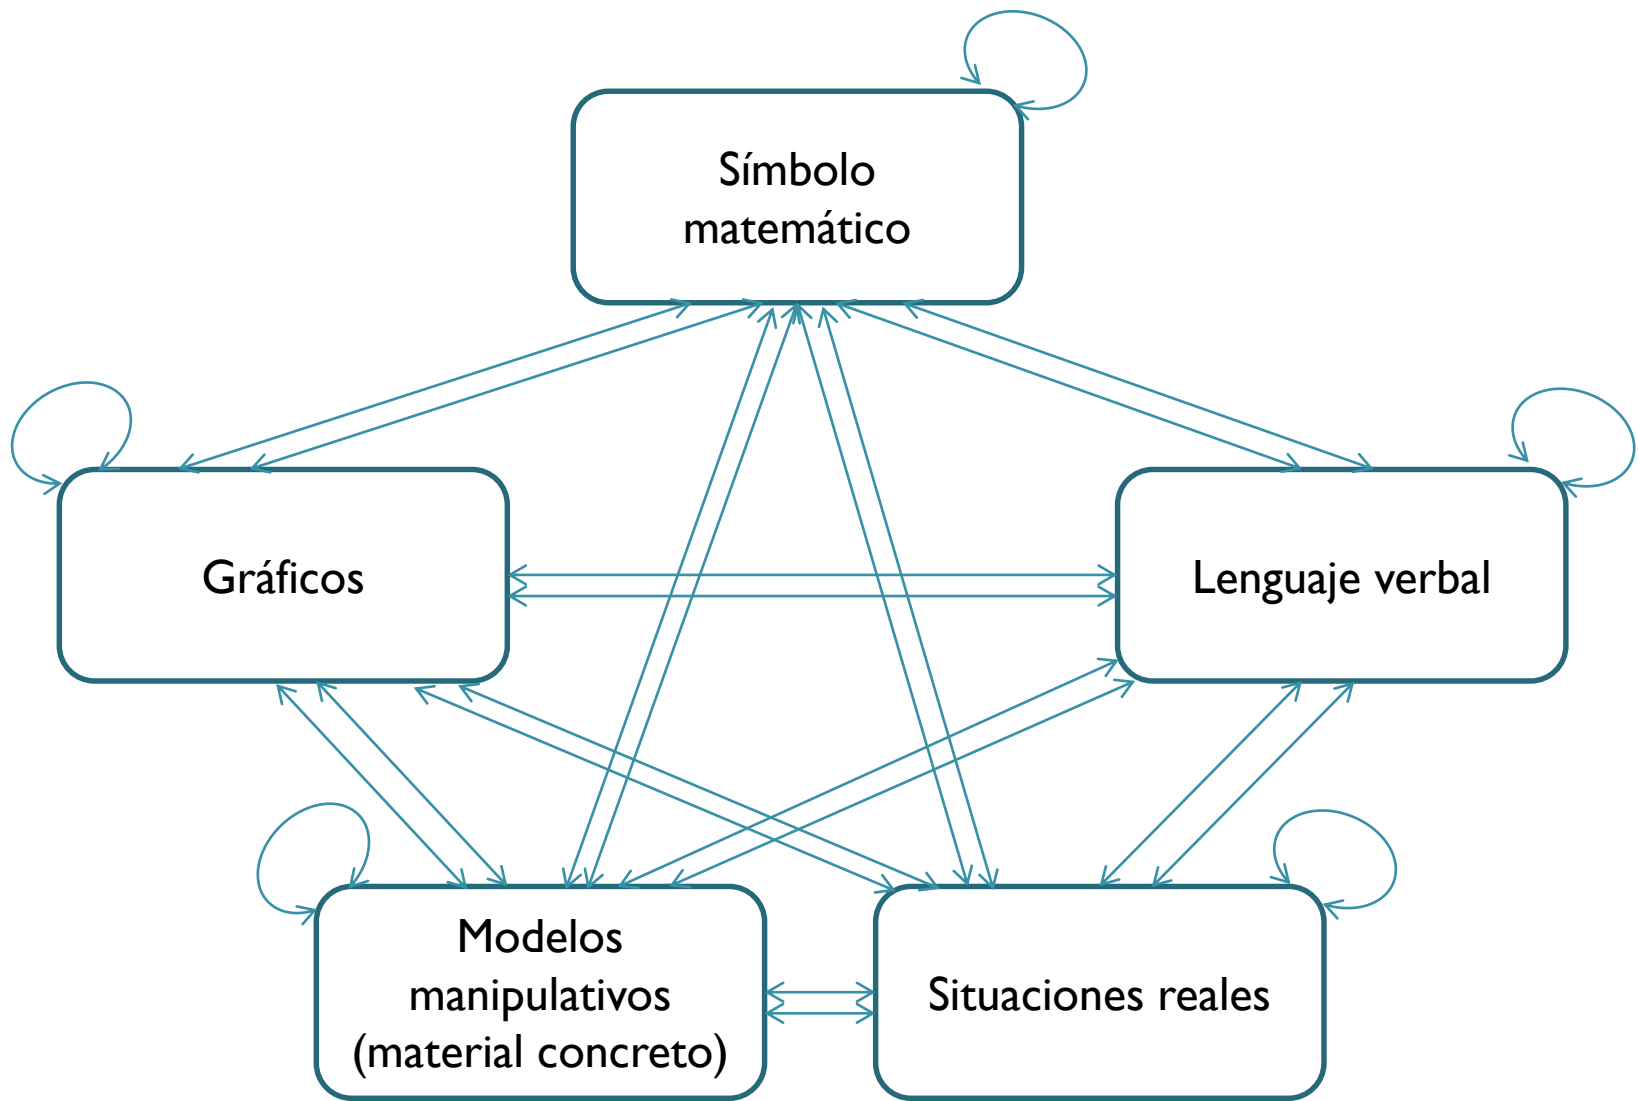 Símbolo
matemático
Gráficos
Lenguaje verbal
Modelos
manipulativos
(material concreto)
Situaciones reales